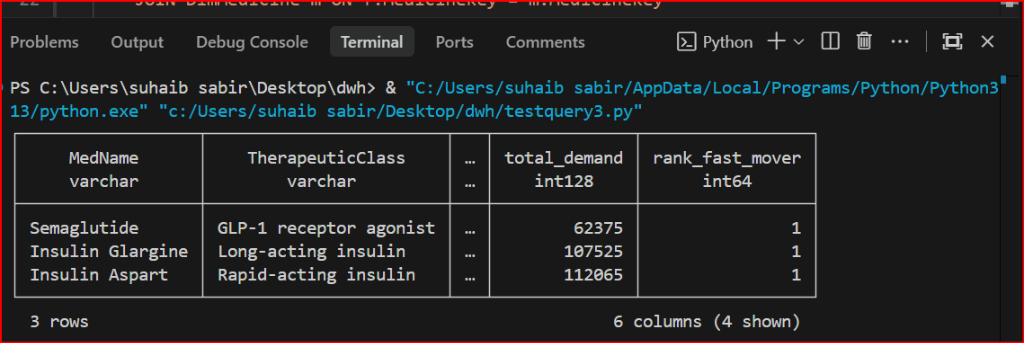 22 JOIN DimMedicine m ON f.MedicineKey = m.MedicineKey
Problems Output Debug Console Terminal Ports Comments Python
PS C:\Users\suhaib sabir\Desktop\dwh> & "C:/Users/suhaib sabir/AppData/Local/Programs/Python/Python3
13/python.exe" "c:/Users/suhaib sabir/Desktop/dwh/testquery3.py"
MedName TherapeuticClass … total_demand rank_fast_mover
varchar varchar … int128 int64
Semaglutide GLP-1 receptor agonist … 62375 1
Insulin Glargine Long-acting insulin … 107525 1
Insulin Aspart Rapid-acting insulin … 112065 1
3 rows 6 columns (4 shown)